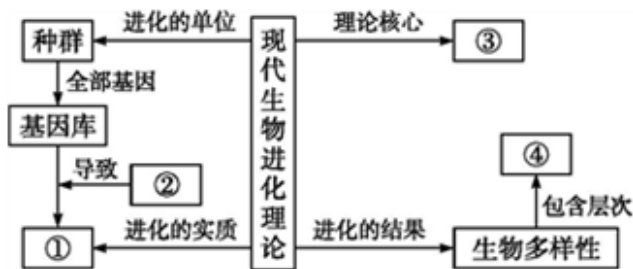 种群
进化的单位
理论核心
③
全部基因
现代生物进化理论
基因库
④
导致
②
包含层次
①
进化的实质
进化的结果
生物多样性